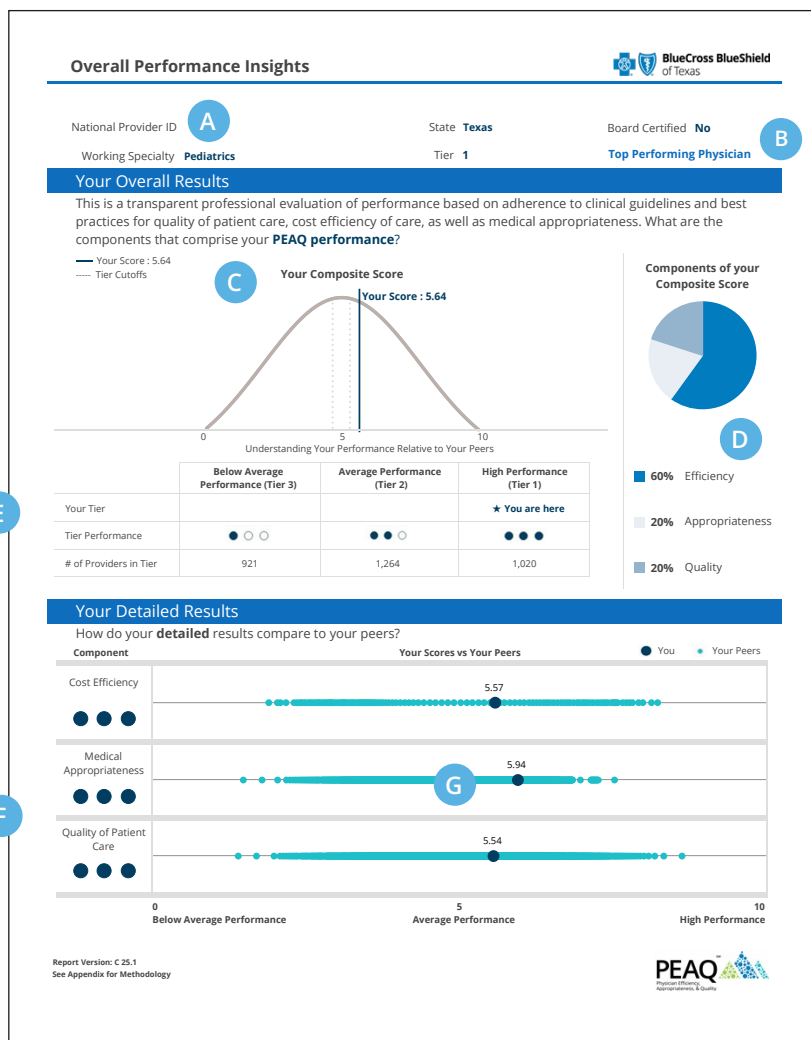 Overall Performance Insights
BlueCross BlueShield
of Texas
National Provider ID
A
State Texas
Board Certified No
B
Working Specialty Pediatrics
Tier 1
Top Performing Physician
Your Overall Results
This is a transparent professional evaluation of performance based on adherence to clinical guidelines and best
practices for quality of patient care, cost efficiency of care, as well as medical appropriateness. What are the
components that comprise your PEAQ performance?
Your Score : 5.64
Tier Cutoffs
C
Your Composite Score
Your Score : 5.64
0 5 10
Understanding Your Performance Relative to Your Peers
Components of your
Composite Score
D
60% Efficiency
20% Appropriateness
20% Quality
Below Average
Performance (Tier 3)
Average Performance
(Tier 2)
High Performance
(Tier 1)
E
Your Tier
★ You are here
Tier Performance
# of Providers in Tier 921 1,264 1,020
Your Detailed Results
How do your detailed results compare to your peers?
Component
Your Scores vs Your Peers
You
Your Peers
Cost Efficiency
5.57
Medical
Appropriateness
5.94
G
F
Quality of Patient
Care
5.54
0 5 10
Below Average Performance
Average Performance
High Performance
Report Version: C 25.1
See Appendix for Methodology
PEAQ
Physician Efficiency,
Appropriateness, & Quality